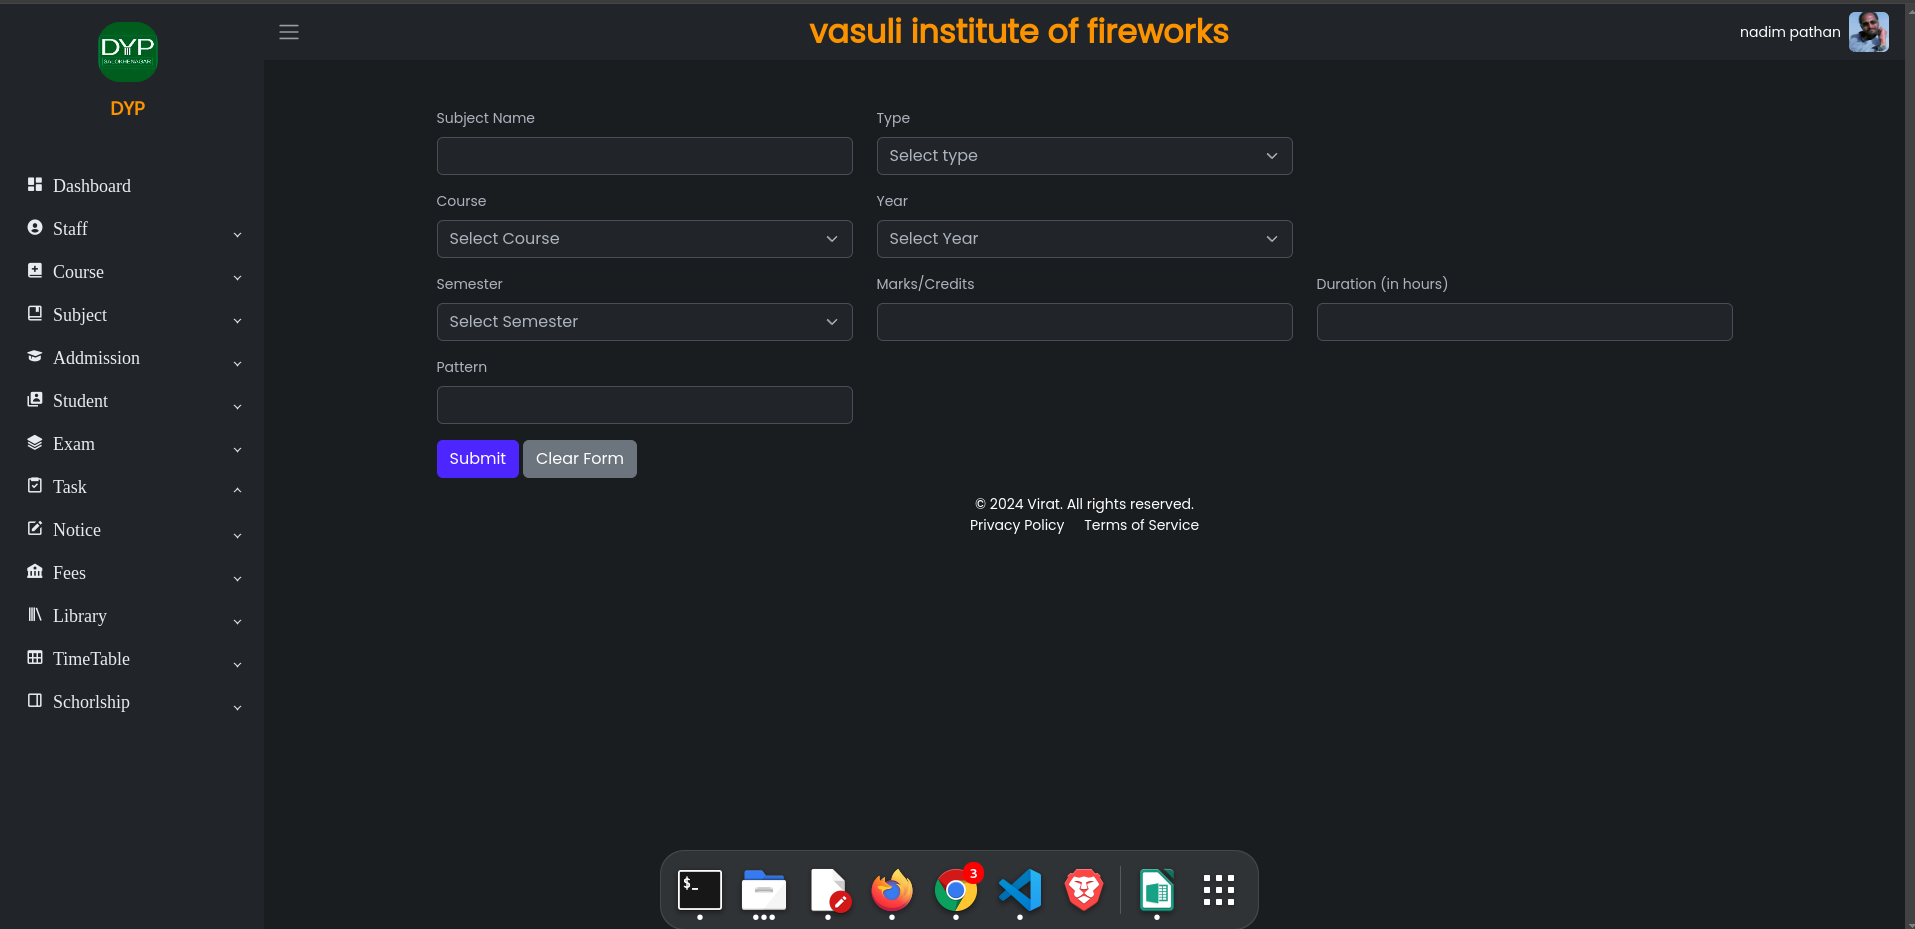 DYP
SALOKHENAGAR
DYP
Dashboard
Staff
Course
Subject
Addmission
Student
Exam
Task
Notice
Fees
Library
TimeTable
Schorlship
vasuli institute of fireworks
nadim pathan
Subject Name
Type
Select type
Course
Year
Select Course
Select Year
Semester
Marks/Credits
Duration (in hours)
Select Semester
Pattern
Submit
Clear Form
© 2024 Virat. All rights reserved.
Privacy Policy Terms of Service
$_
3